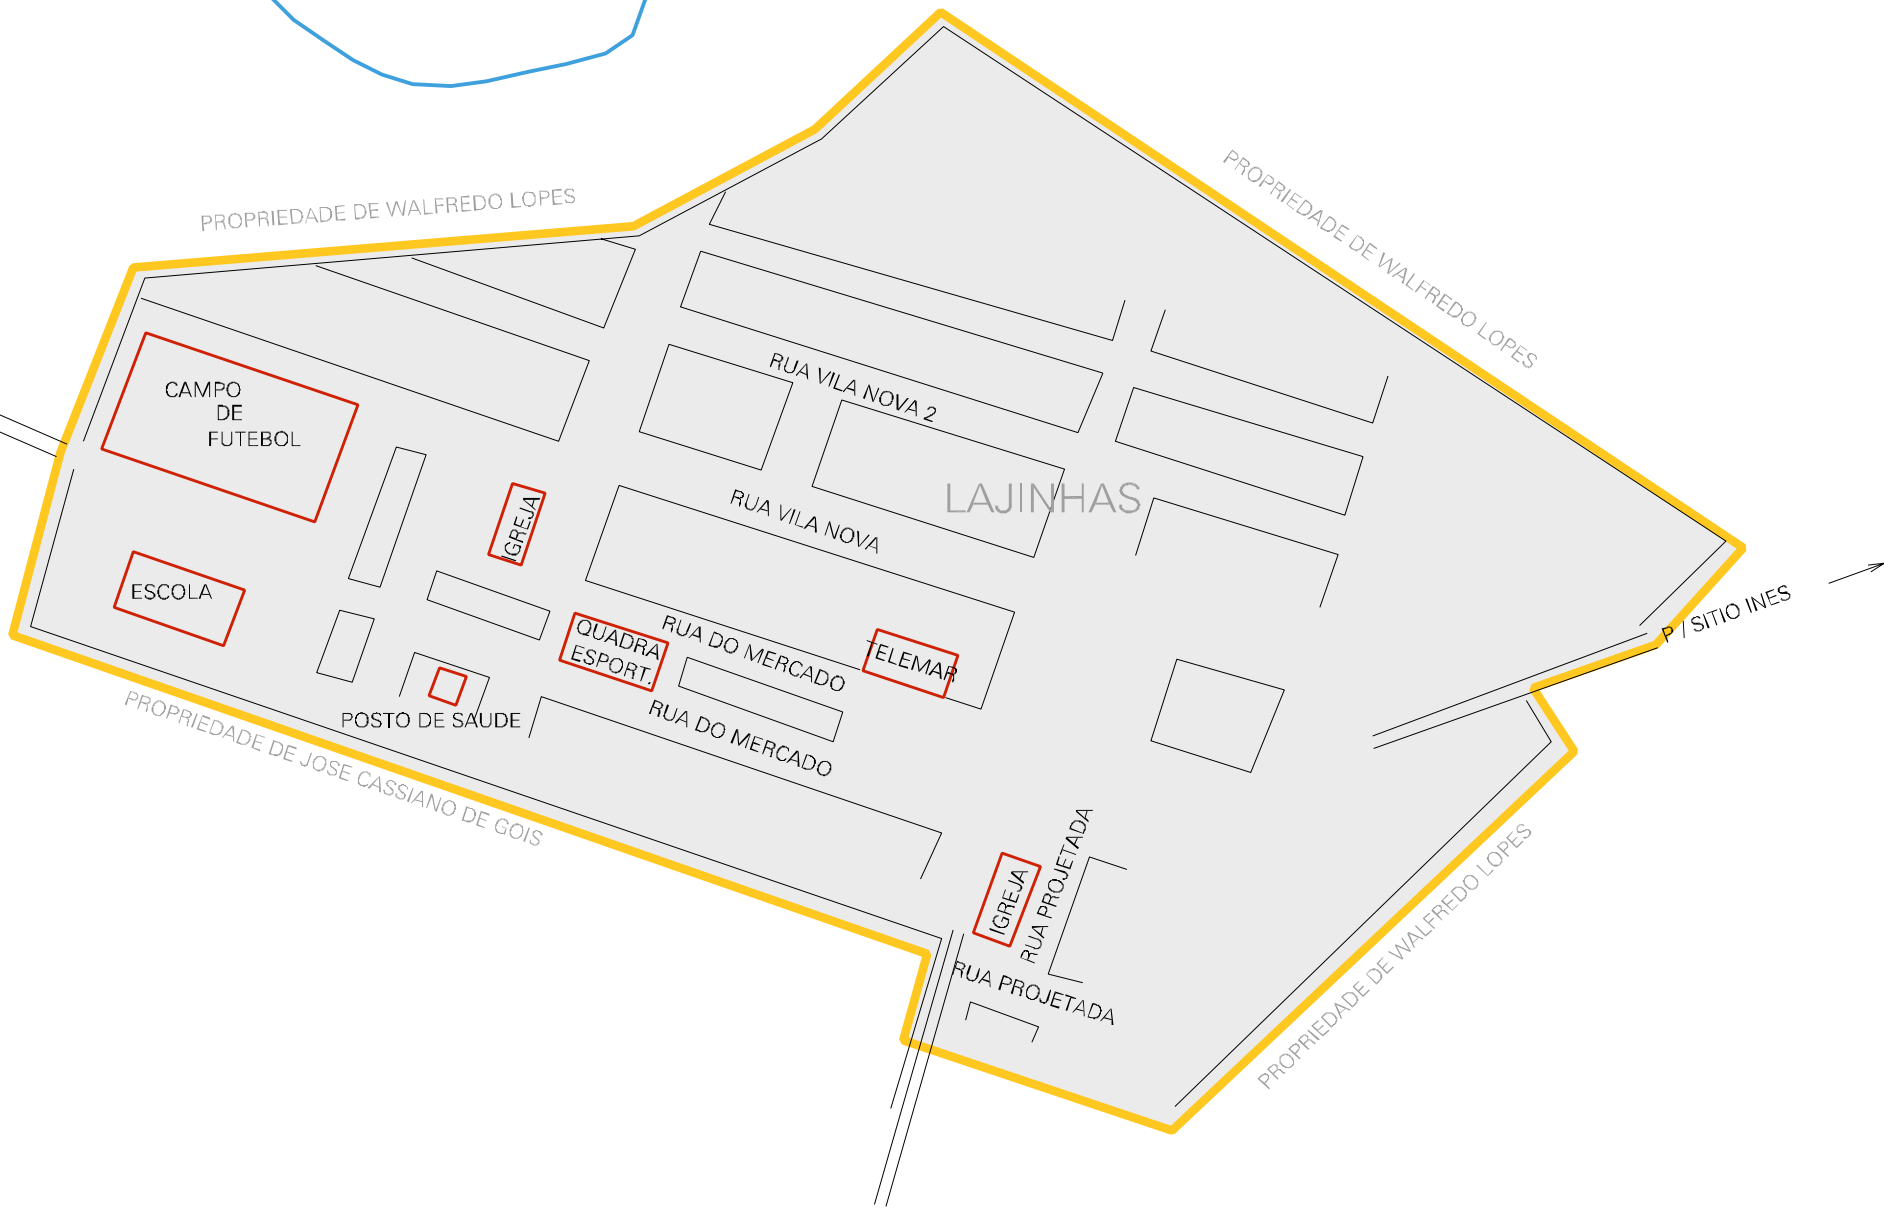 PROPRIEDADE DE WALFREDO LOPES
PROPRIEDADE DE WALFREDO LOPES
CAMPO
DE
FUTEBOL
RUA VILA NOVA 2
LAJINHAS
RUA VILA NOVA
IGREJA
ESCOLA
P / SITIO INES
QUADRA
ESPORT.
RUA DO MERCADO
TELEMAR
POSTO DE SAUDE
RUA DO MERCADO
PROPRIEDADE DE JOSE CASSIANO DE GOIS
IGREJA
RUA PROJETADA
RUA PROJETADA
PROPRIEDADE DE WALFREDO LOPES